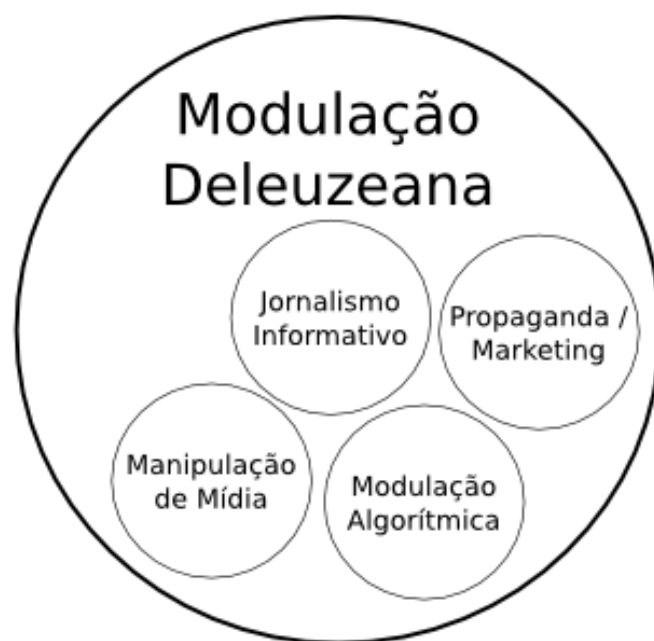 Modulação
Deleuzeana
Jornalismo
Informativo
Propaganda /
Marketing
Manipulação
de Mídia
Modulação
Algorítmica